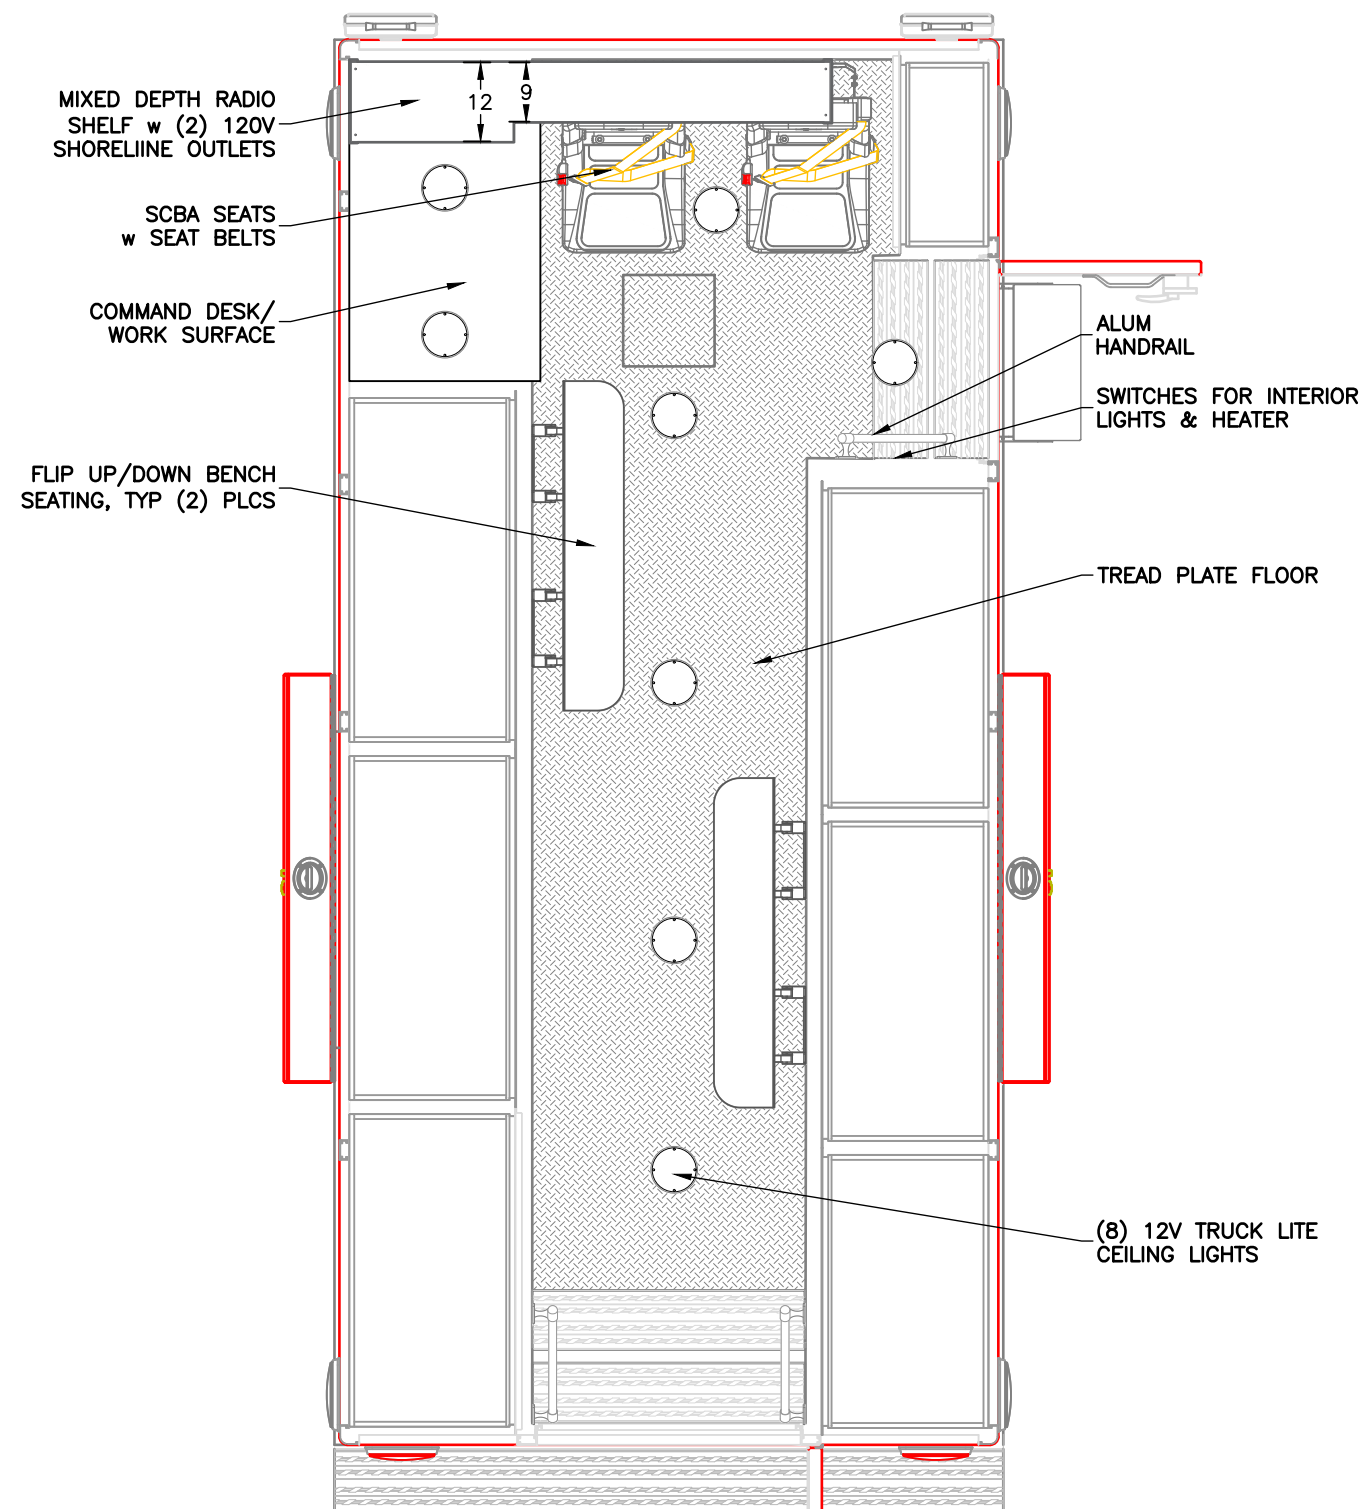 MIXED DEPTH RADIO
SHELF w (2) 120V
SHORELIINE OUTLETS
12
9
SCBA SEATS
w SEAT BELTS
COMMAND DESK/
WORK SURFACE
ALUM
HANDRAIL
SWITCHES FOR INTERIOR
LIGHTS & HEATER
FLIP UP/DOWN BENCH
SEATING, TYP (2) PLCS
TREAD PLATE FLOOR
(8) 12V TRUCK LITE
CEILING LIGHTS